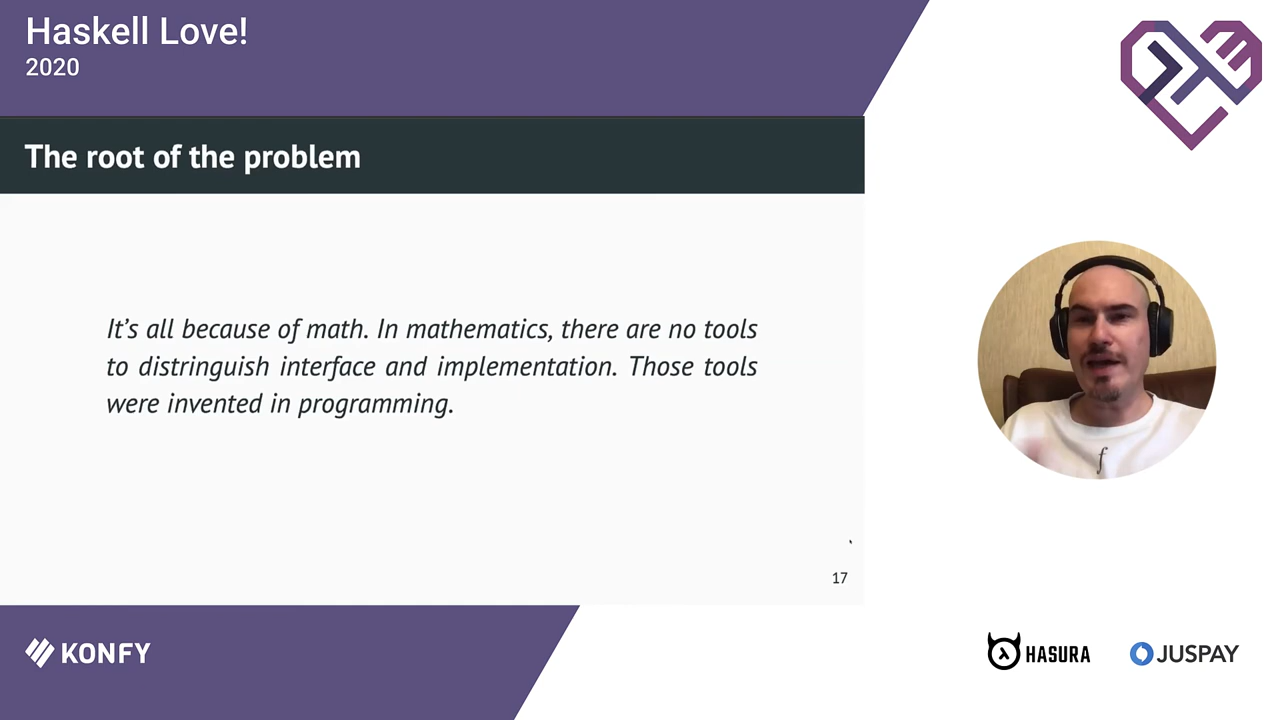 Haskell Love!
2020
The root of the problem
It's all because of math. In mathematics, there are no tools
to distringuish interface and implementation. Those tools
were invented in programming.
f
17
KONFY
HASURA
JUSPAY